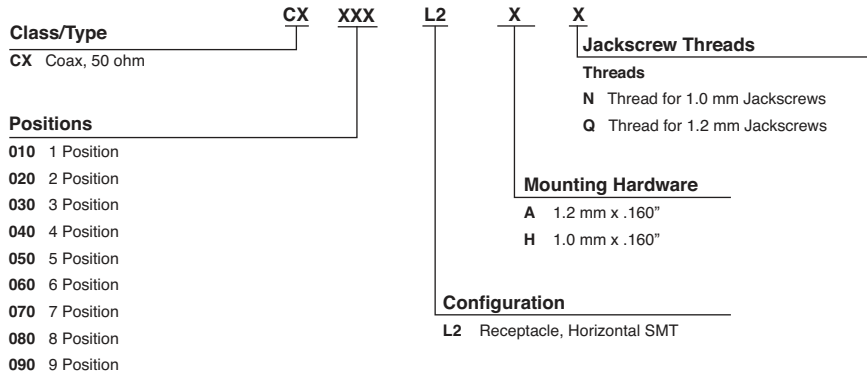 CX XXX L2 X X
Class/Type
CX Coax, 50 ohm
Jackscrew Threads
Threads
N Thread for 1.0 mm Jackscrews
Q Thread for 1.2 mm Jackscrews
Positions
010 1 Position
020 2 Position
030 3 Position
040 4 Position
050 5 Position
060 6 Position
070 7 Position
080 8 Position
090 9 Position
Mounting Hardware
A 1.2 mm x .160”
H 1.0 mm x .160”
Configuration
L2 Receptacle, Horizontal SMT